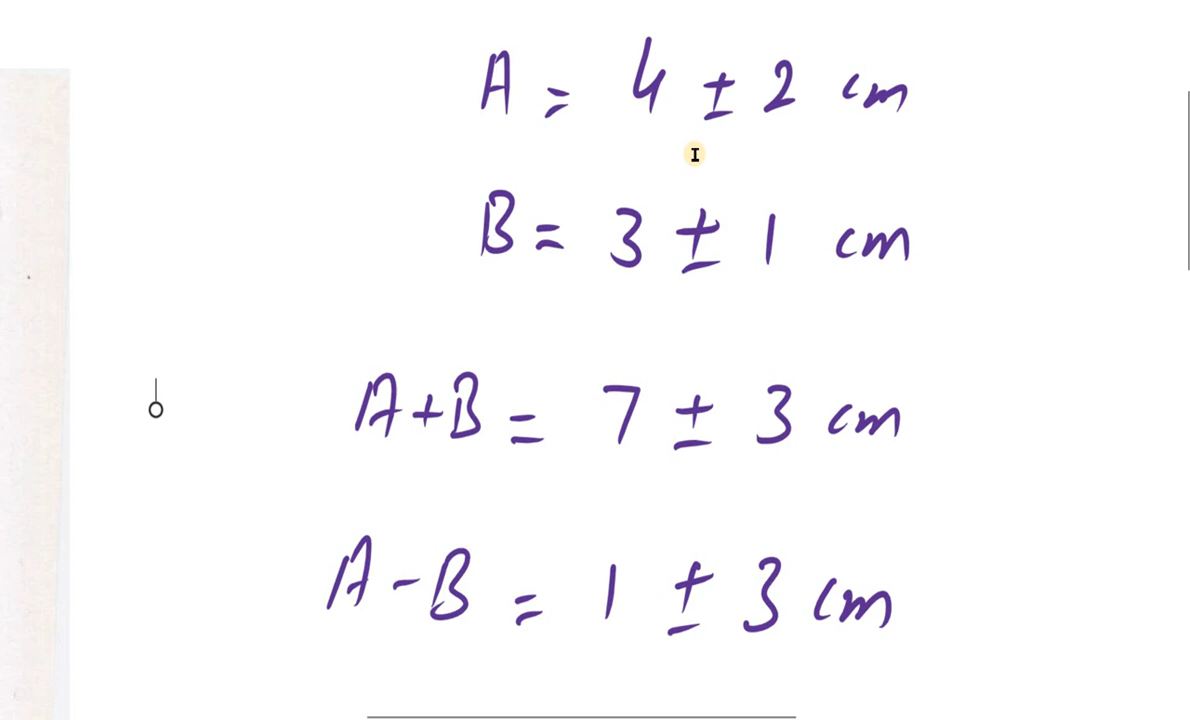 A = 4 ± 2 cm
B = 3 ± 1 cm
A+B = 7 ± 3 cm
A-B = 1 ± 3 cm